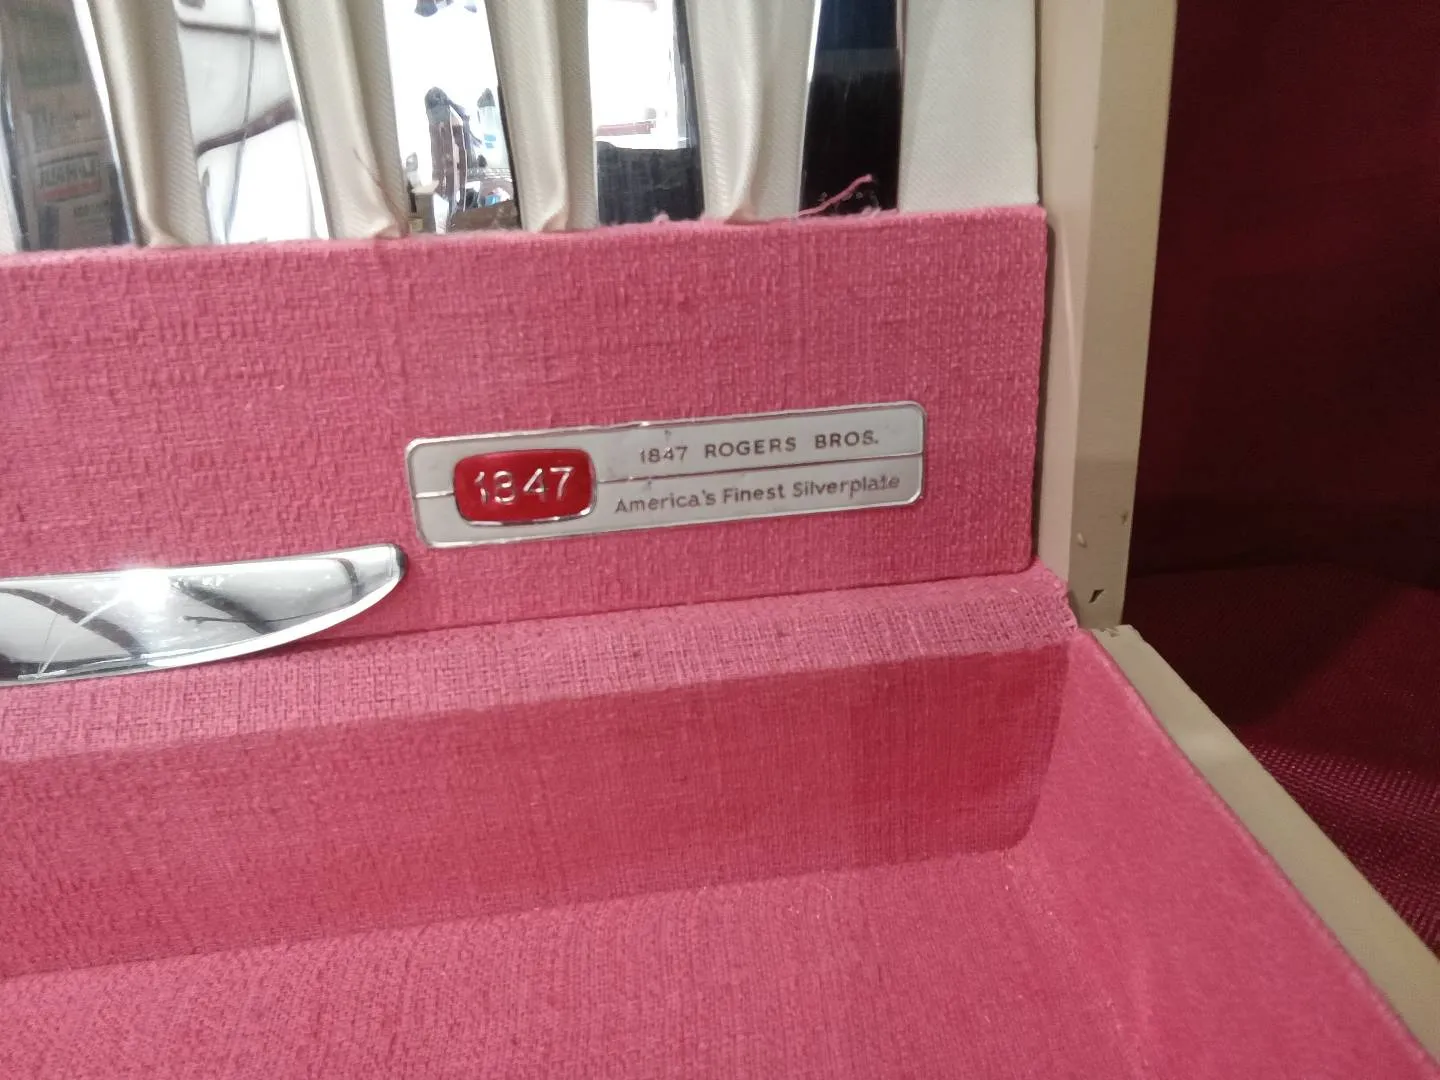 1847
1847 ROGERS BROS.
America's Finest Silverplate